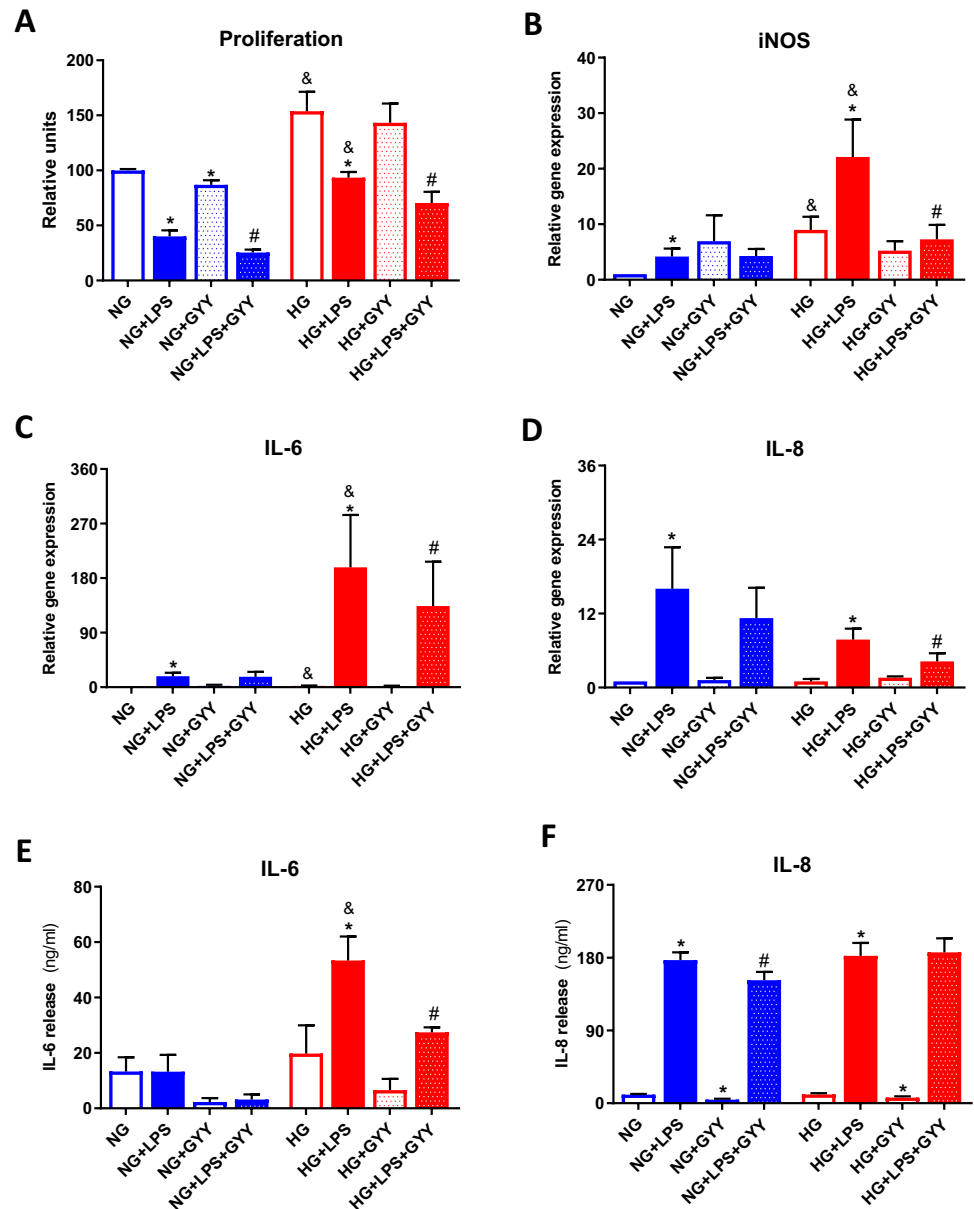 A
Proliferation
Relative units
200
150
100
50
0
*
*
#
&
&
*
#
NG
NG+LPS
NG+GYY
NG+LPS+GYY
HG
HG+LPS
HG+GYY
HG+LPS+GYY
B
iNOS
Relative gene expression
40
30
20
10
0
*
&
&
*
#
NG
NG+LPS
NG+GYY
NG+LPS+GYY
HG
HG+LPS
HG+GYY
HG+LPS+GYY
C
IL-6
Relative gene expression
360
270
180
90
0
*
&
&
*
#
NG
NG+LPS
NG+GYY
NG+LPS+GYY
HG
HG+LPS
HG+GYY
HG+LPS+GYY
D
IL-8
Relative gene expression
36
24
12
0
*
*
#
NG
NG+LPS
NG+GYY
NG+LPS+GYY
HG
HG+LPS
HG+GYY
HG+LPS+GYY
E
IL-6
IL-6 release (ng/ml)
80
60
40
20
0
&
*
#
NG
NG+LPS
NG+GYY
NG+LPS+GYY
HG
HG+LPS
HG+GYY
HG+LPS+GYY
F
IL-8
IL-8 release (ng/ml)
270
180
90
0
*
*
#
*
*
NG
NG+LPS
NG+GYY
NG+LPS+GYY
HG
HG+LPS
HG+GYY
HG+LPS+GYY